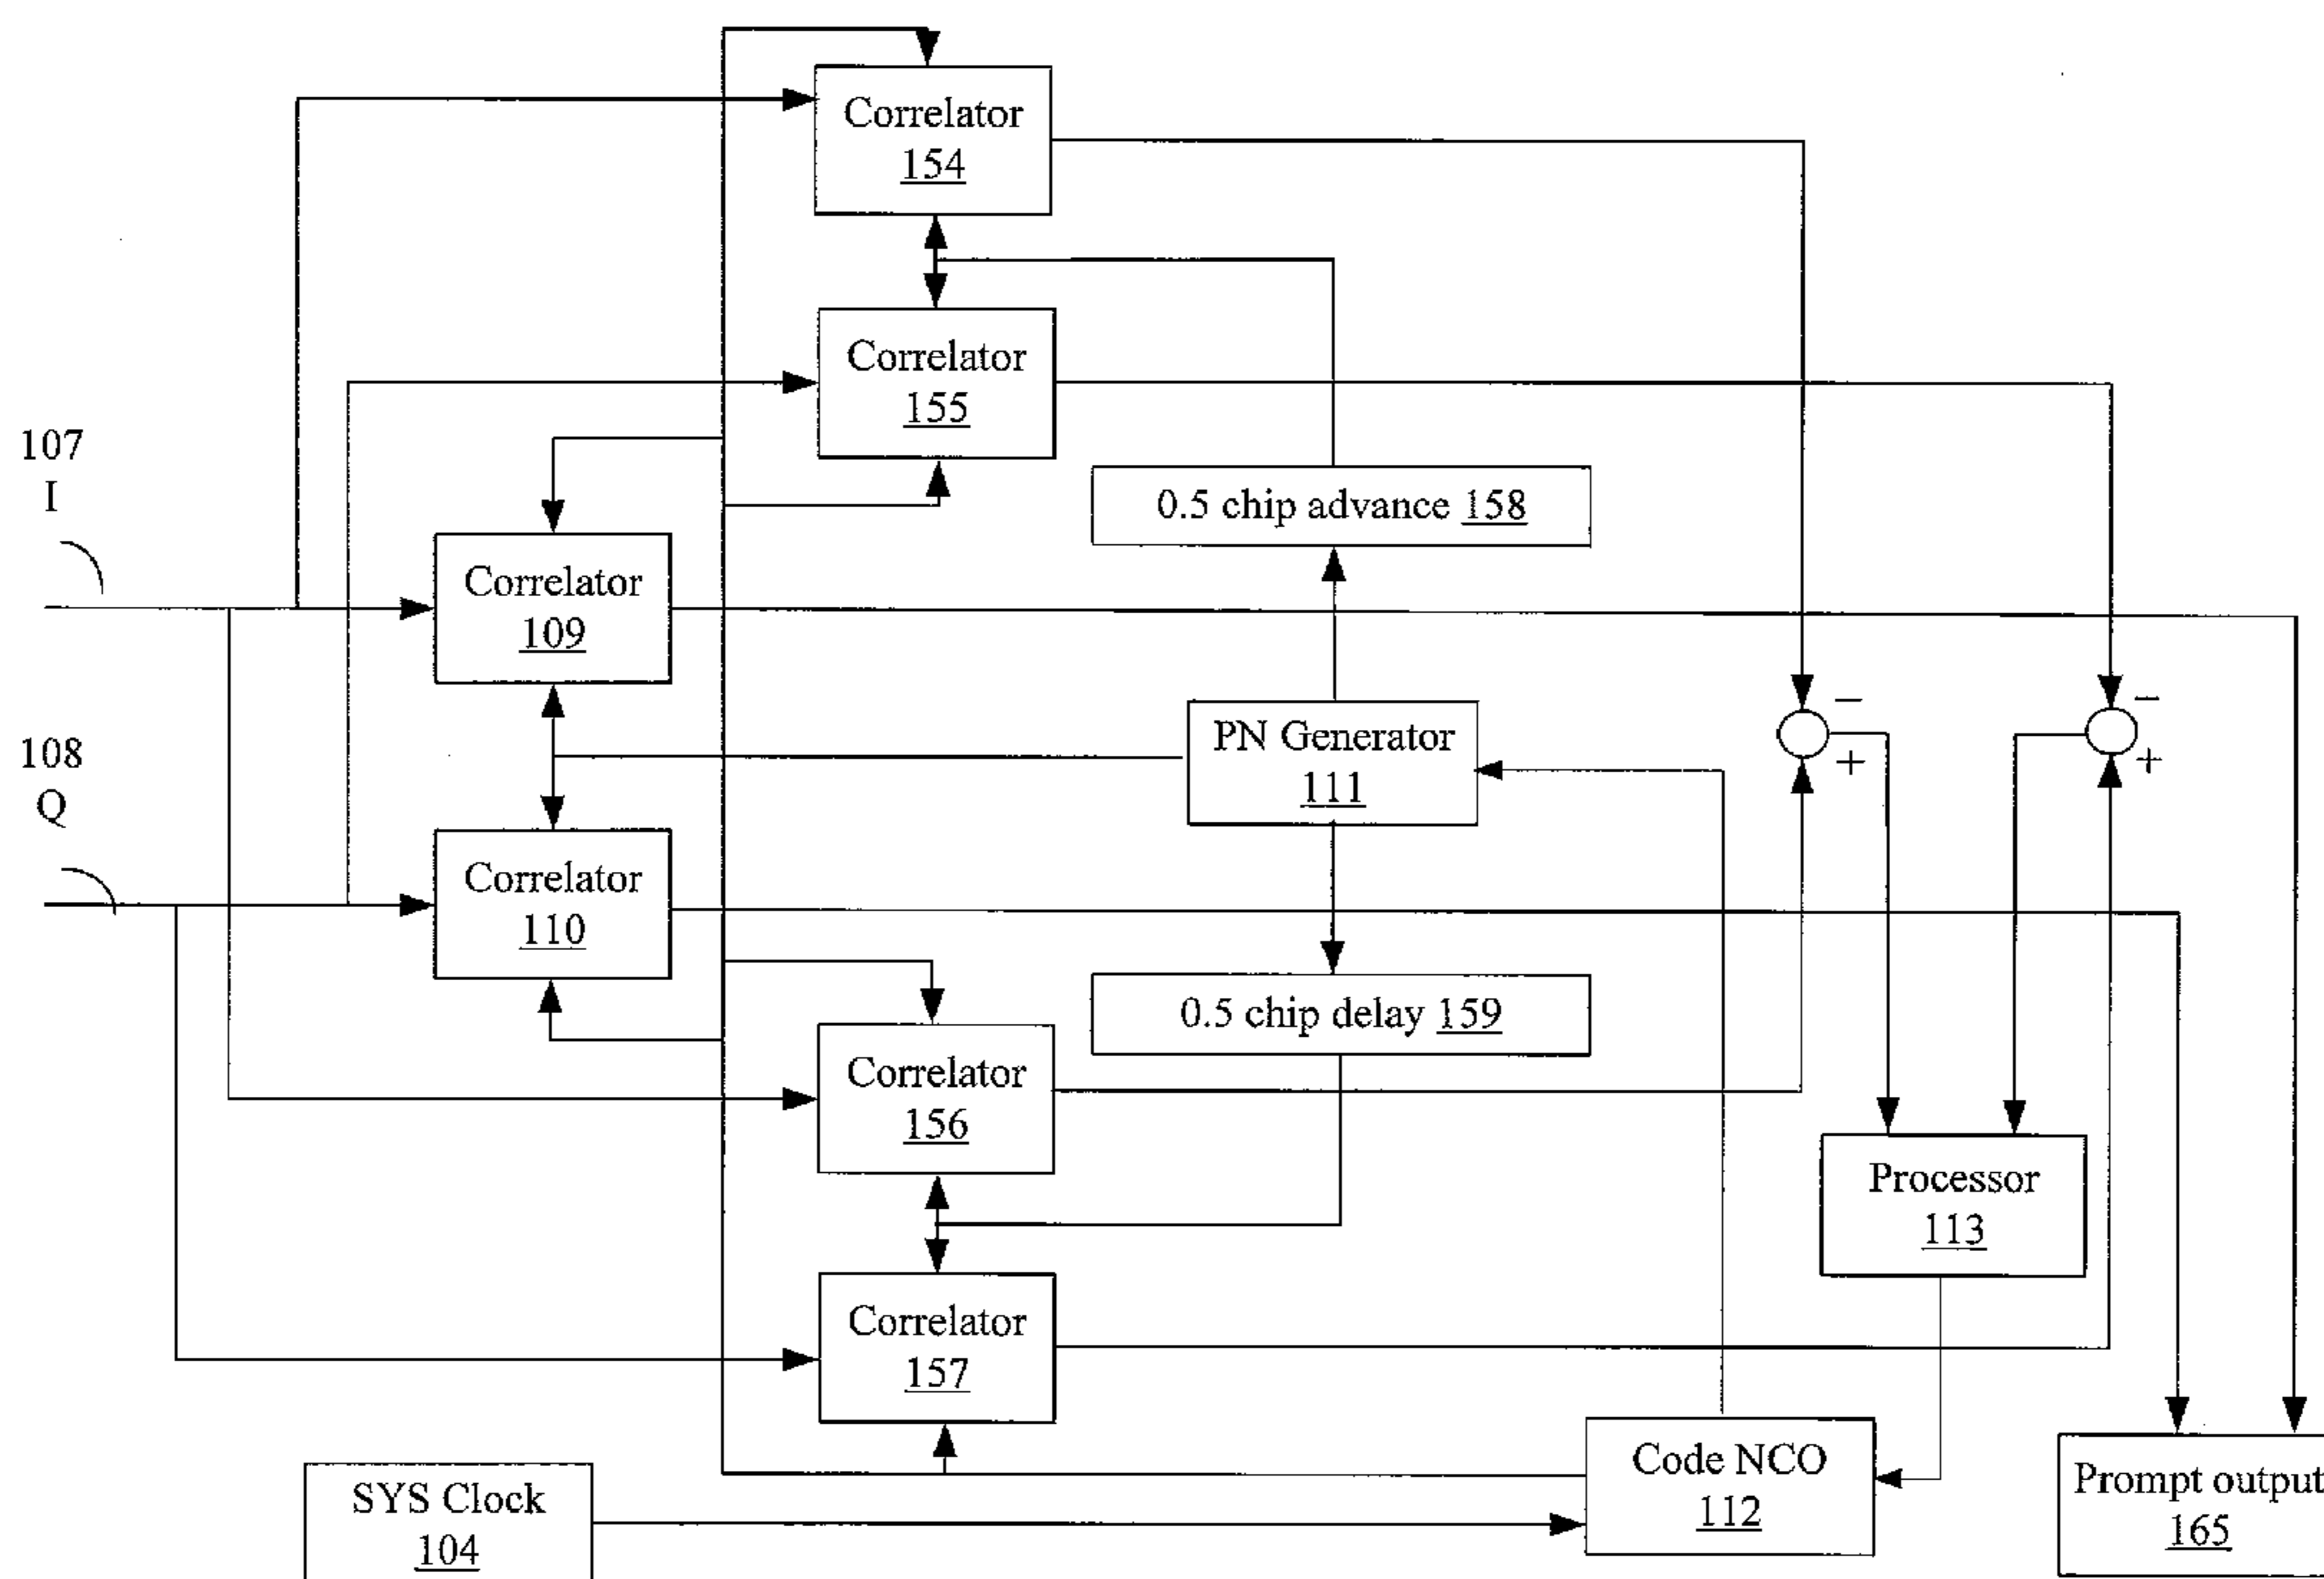 Correlator
154
Correlator
155
107
I
0.5 chip advance 158
Correlator
109
−
−
PN Generator
111
+
+
108
Q
Correlator
110
0.5 chip delay 159
Correlator
156
Processor
113
Correlator
157
Code NCO
112
SYS Clock
104
Prompt output
165